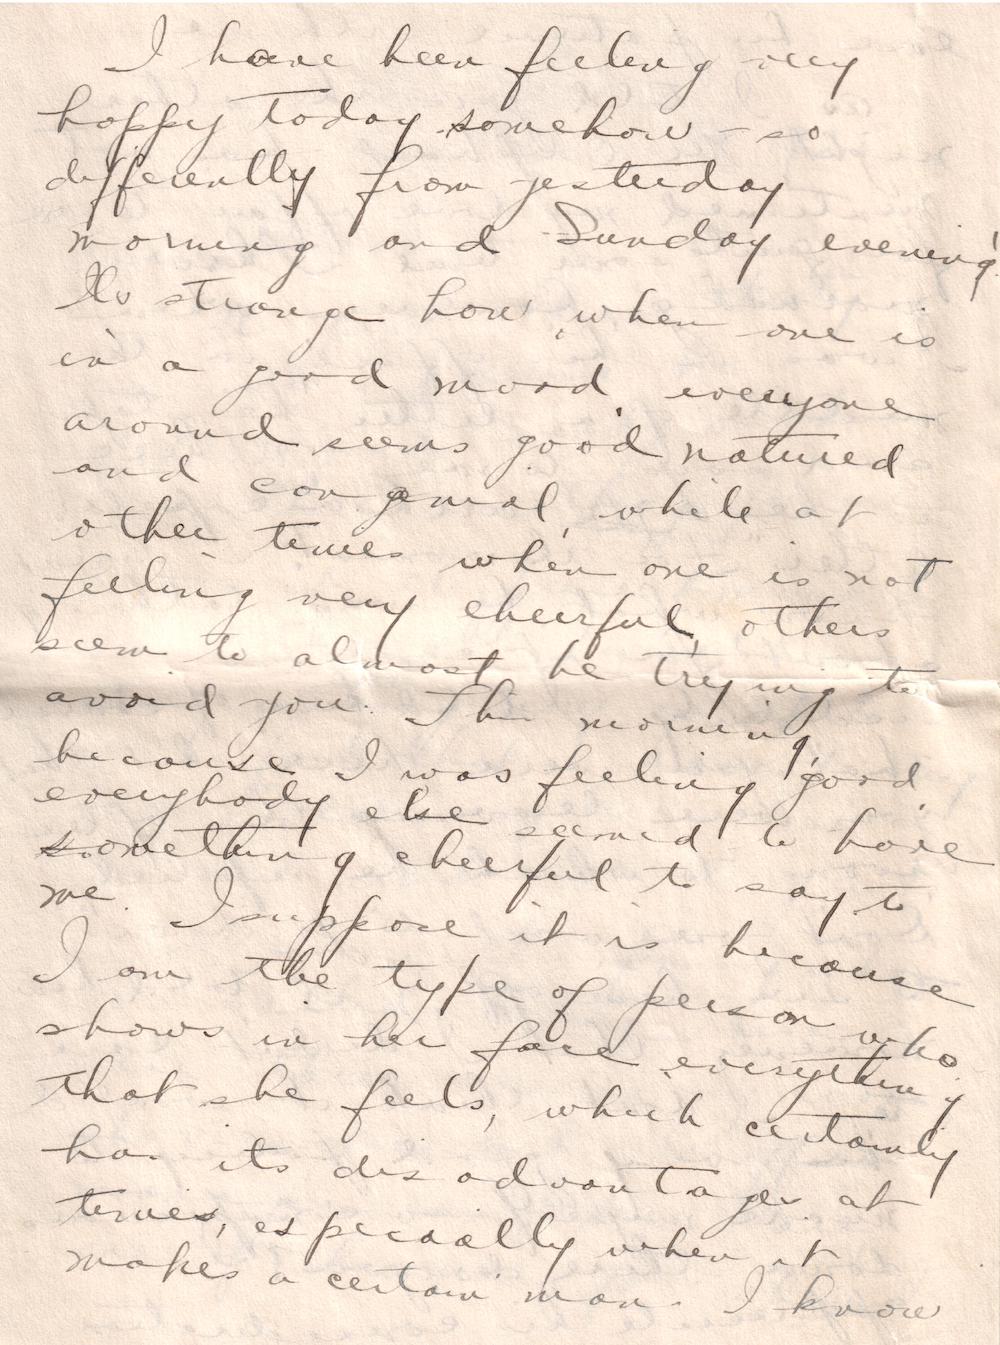 I have been feeling very
happy today somehow - so
differently from yesterday
morning and Sunday evening.
It's strange how, when one is
in a good mood, everyone
around seems good natured
and congenial, while at
other times when one is not
feeling very cheerful, others
seem to almost be trying to
avoid you. This morning,
because I was feeling good,
everybody else seemed to have
something cheerful to say to
me. I suppose it is because
I am the type of person who
shows in her face everything
that she feels, which certainly
has its disadvantages at
times, especially when it
makes a certain man I know